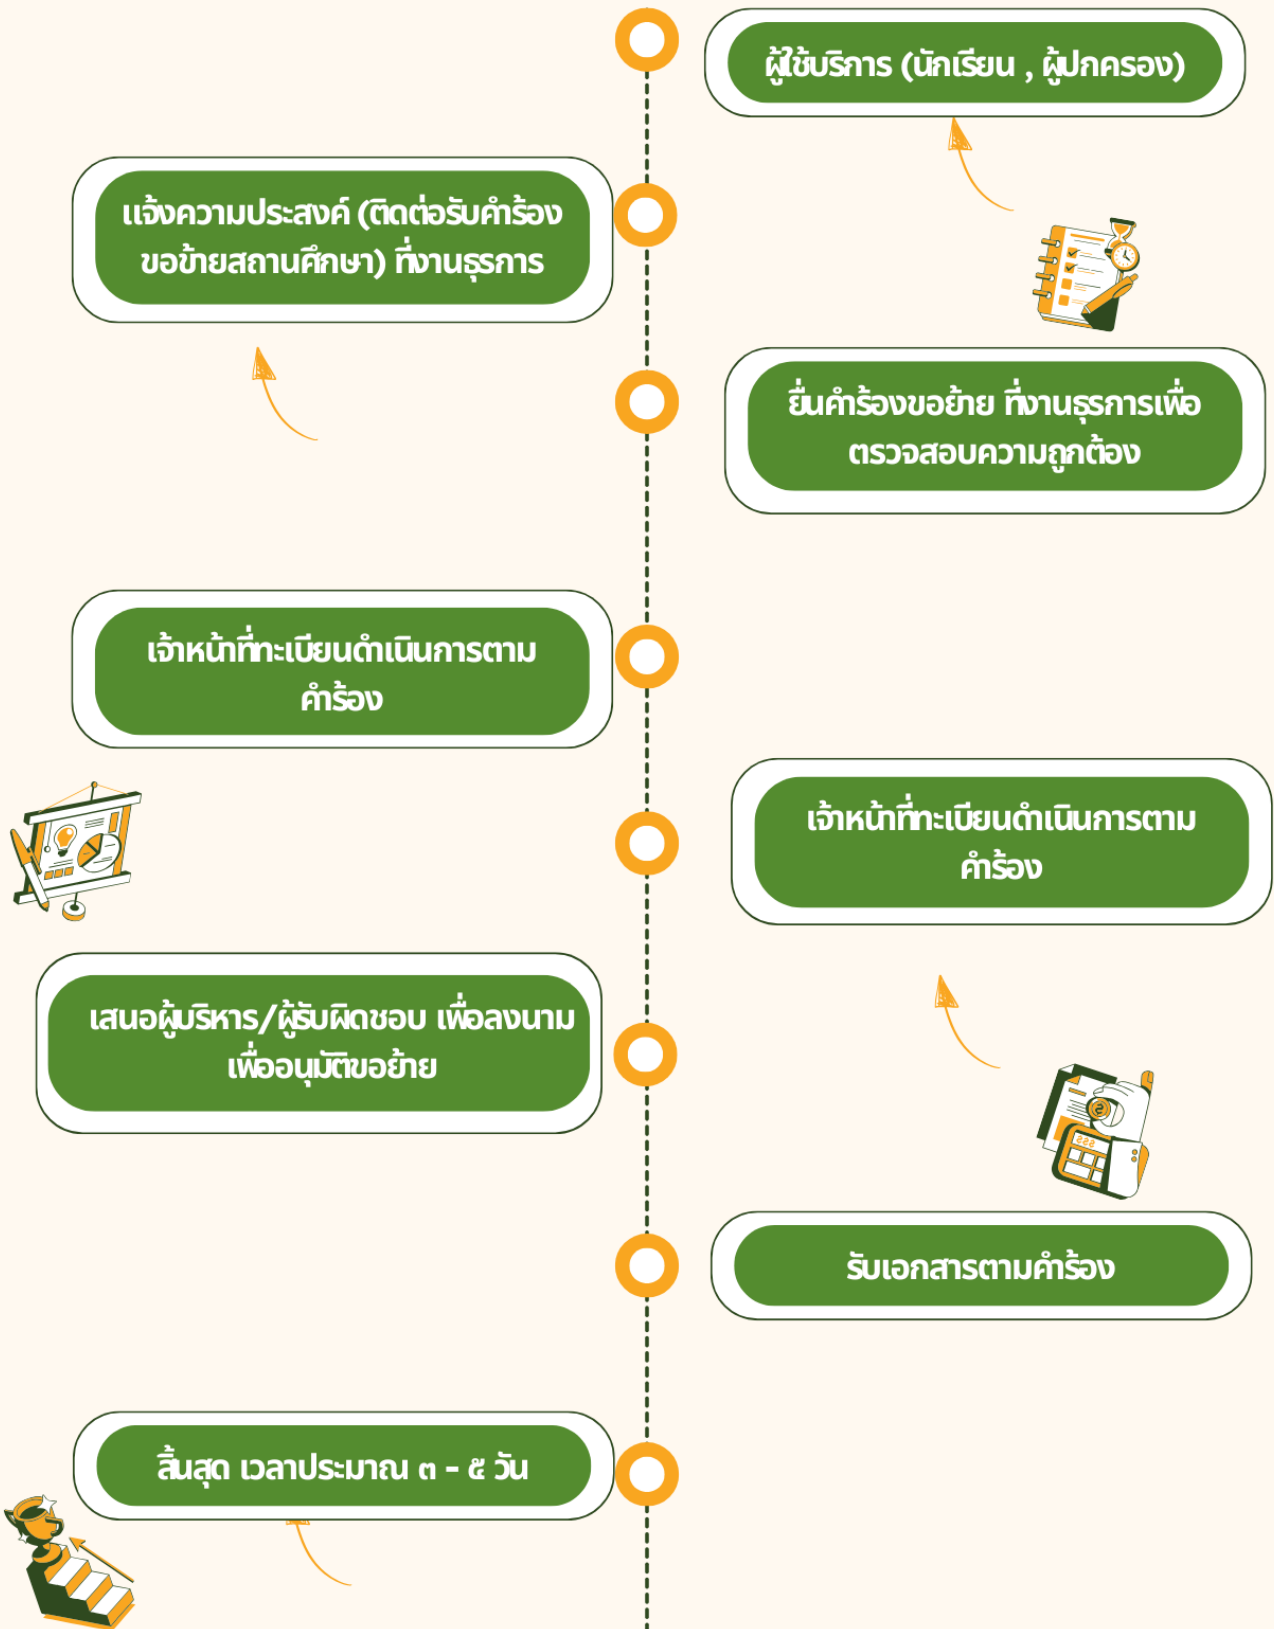 ผู้ใช้บริการ (นักเรียน , ผู้ปกครอง)
แจ้งความประสงค์ (ติดต่อรับคำร้อง
ขอข้ายสถานศึกษา) ที่งานธุรการ
ยื่นคำร้องขอย้าย ที่งานธุรการเพื่อ
ตรวจสอบความถูกต้อง
เจ้าหน้าที่ทะเบียนดำเนินการตาม
คำร้อง
เจ้าหน้าที่ทะเบียนดำเนินการตาม
คำร้อง
เสนอผู้บริหาร/ผู้รับผิดชอบ เพื่อลงนาม
เพื่ออนุมัติขอย้าย
รับเอกสารตามคำร้อง
สิ้นสุด เวลาประมาณ ๓ - ๕ วัน